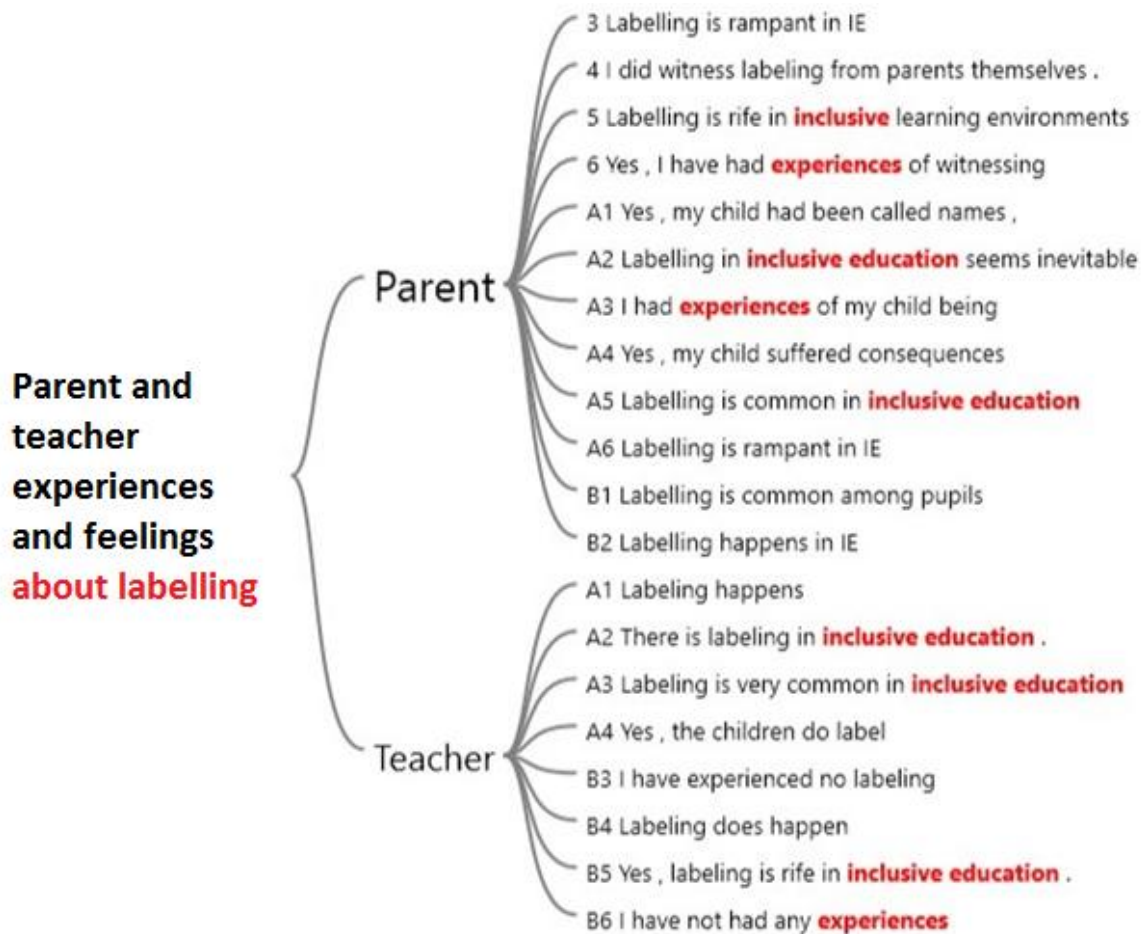 3 Labelling is rampant in IE
4 I did witness labeling from parents themselves .
5 Labelling is rife in inclusive learning environments
6 Yes , I have had experiences of witnessing
A1 Yes , my child had been called names ,
A2 Labelling in inclusive education seems inevitable
Parent
A3 I had experiences of my child being
A4 Yes , my child suffered consequences
A5 Labelling is common in inclusive education
A6 Labelling is rampant in IE
B1 Labelling is common among pupils
B2 Labelling happens in IE
Parent and
teacher
experiences
and feelings
about labelling
A1 Labeling happens
A2 There is labeling in inclusive education .
A3 Labeling is very common in inclusive education
A4 Yes , the children do label
Teacher
B3 I have experienced no labeling
B4 Labeling does happen
B5 Yes , labeling is rife in inclusive education .
B6 I have not had any experiences